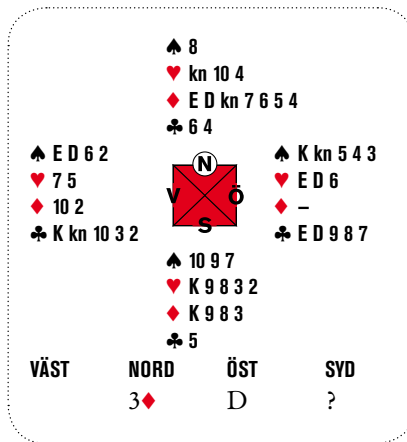 ♠ 8
♥ kn 10 4
♦ E D kn 7 6 5 4
♣ 6 4
♠ E D 6 2
♥ 7 5
♦ 10 2
♣ K kn 10 3 2
N
V Ö
S
♠ K kn 5 4 3
♥ E D 6
♦ –
♣ E D 9 8 7
♠ 10 9 7
♥ K 9 8 3 2
♦ K 9 8 3
♣ 5
VÄST NORD ÖST SYD
3♦ D ?